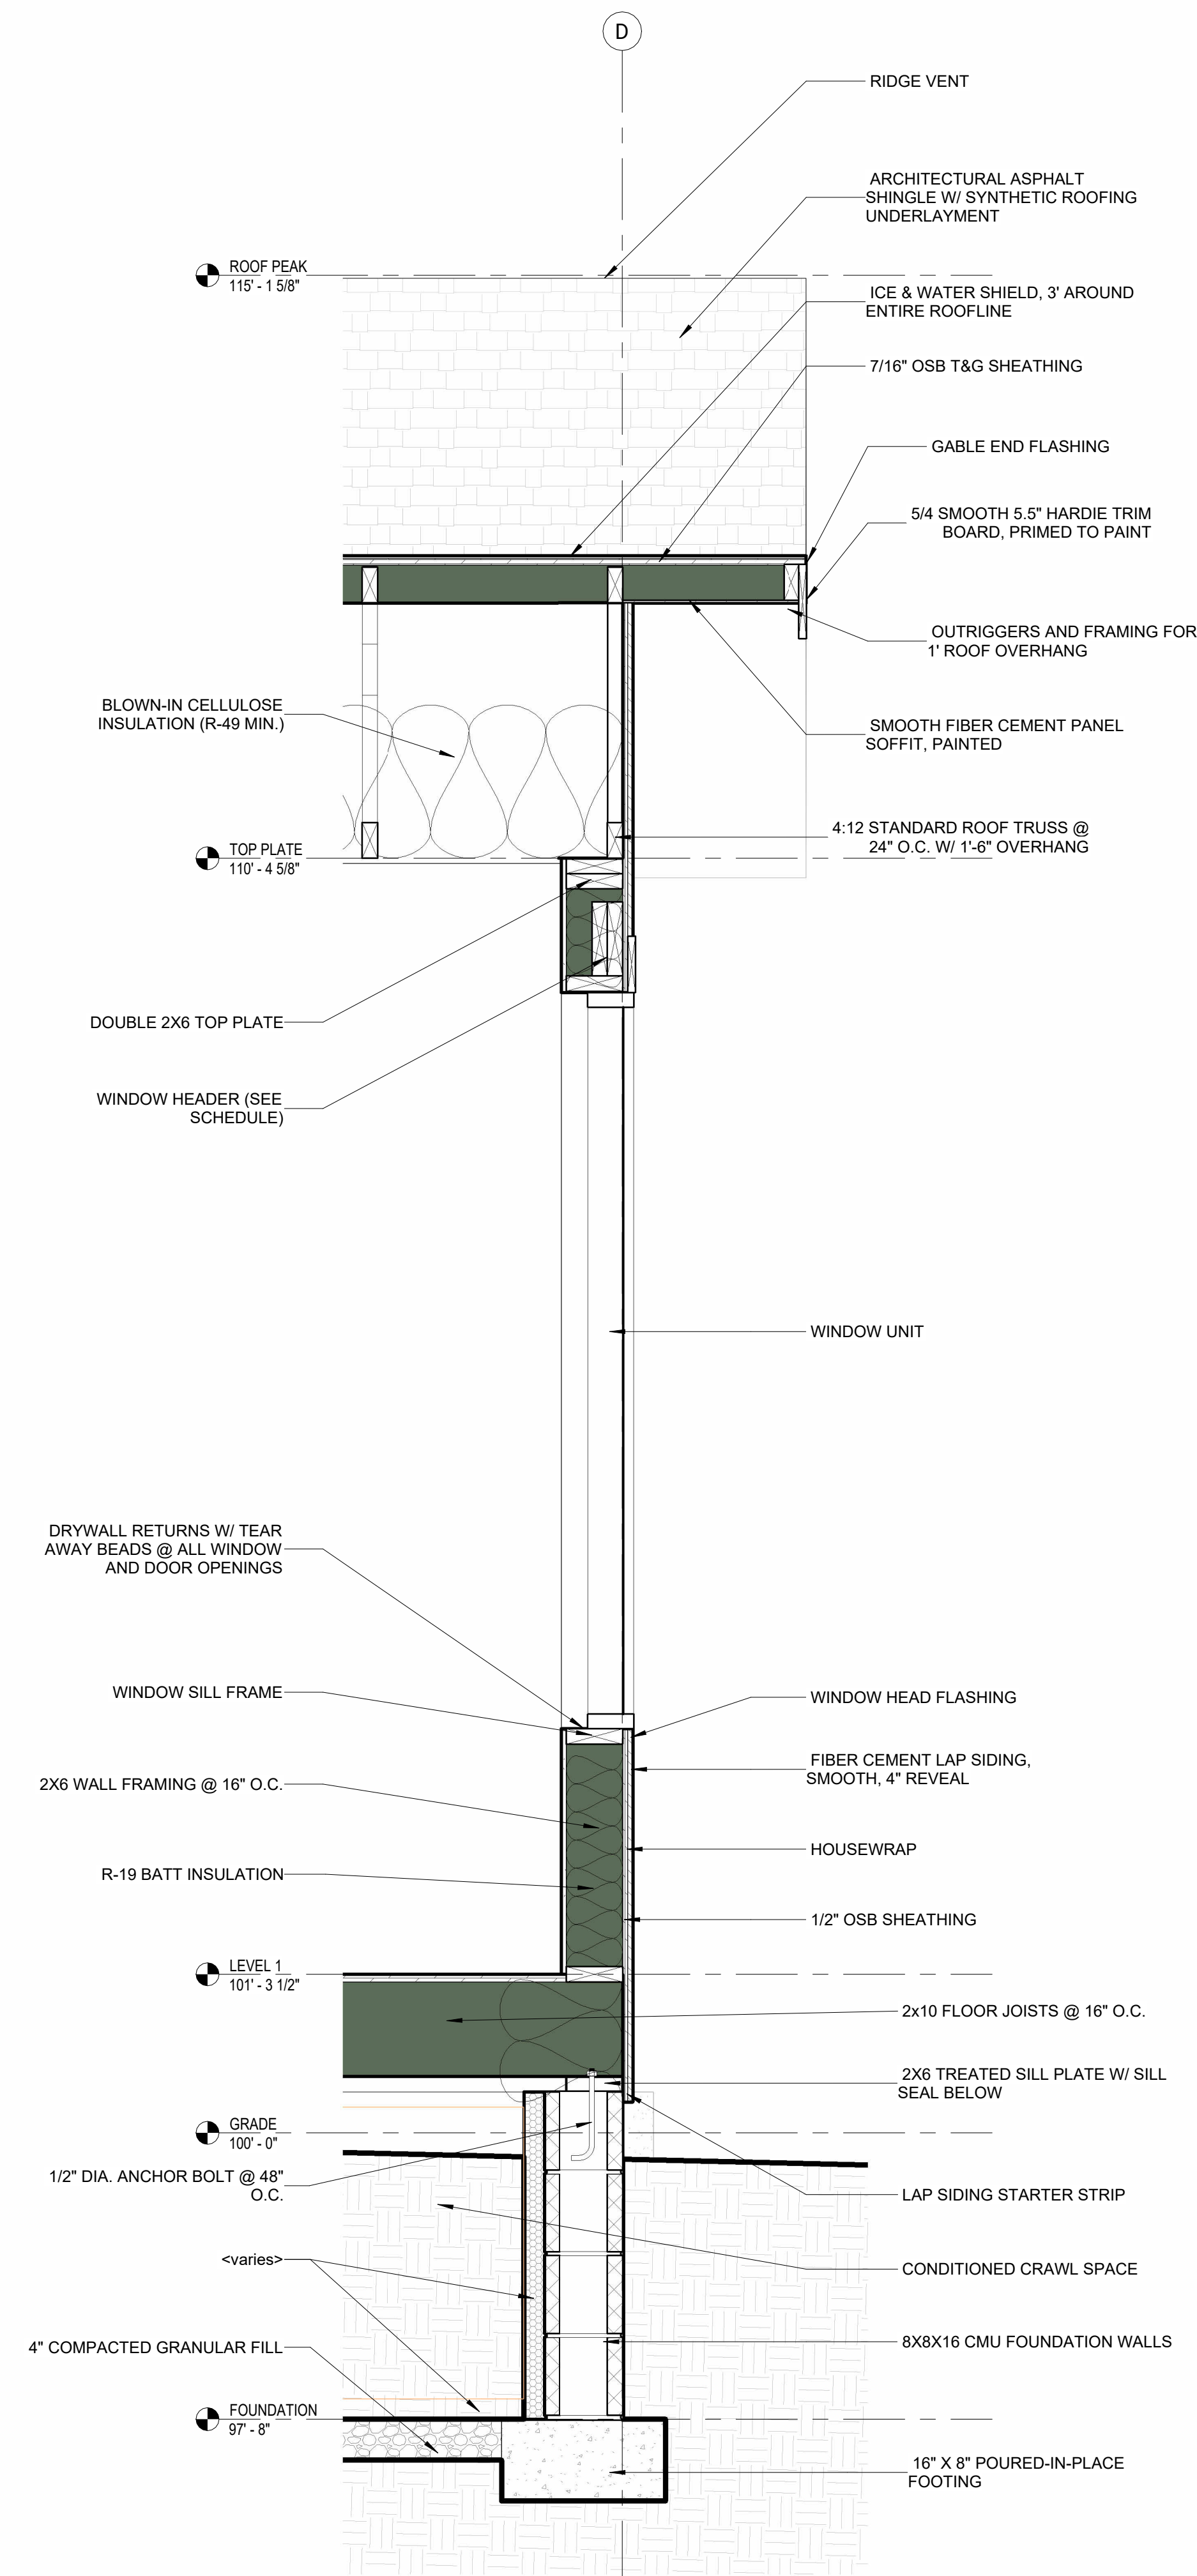 D
RIDGE VENT
ARCHITECTURAL ASPHALT
SHINGLE W/ SYNTHETIC ROOFING
UNDERLAYMENT
ROOF PEAK
115' - 1 5/8"
ICE & WATER SHIELD, 3' AROUND
ENTIRE ROOFLINE
7/16" OSB T&G SHEATHING
GABLE END FLASHING
5/4 SMOOTH 5.5" HARDIE TRIM
BOARD, PRIMED TO PAINT
OUTRIGGERS AND FRAMING FOR
1' ROOF OVERHANG
BLOWN-IN CELLULOSE
INSULATION (R-49 MIN.)
SMOOTH FIBER CEMENT PANEL
SOFFIT, PAINTED
4:12 STANDARD ROOF TRUSS @
24" O.C. W/ 1'-6" OVERHANG
TOP PLATE
110' - 4 5/8"
DOUBLE 2X6 TOP PLATE
WINDOW HEADER (SEE
SCHEDULE)
WINDOW UNIT
DRYWALL RETURNS W/ TEAR
AWAY BEADS @ ALL WINDOW
AND DOOR OPENINGS
WINDOW SILL FRAME
WINDOW HEAD FLASHING
FIBER CEMENT LAP SIDING,
SMOOTH, 4" REVEAL
2X6 WALL FRAMING @ 16" O.C.
HOUSEWRAP
R-19 BATT INSULATION
1/2" OSB SHEATHING
LEVEL 1
101' - 3 1/2"
2x10 FLOOR JOISTS @ 16" O.C.
2X6 TREATED SILL PLATE W/ SILL
SEAL BELOW
GRADE
100' - 0"
1/2" DIA. ANCHOR BOLT @ 48"
O.C.
LAP SIDING STARTER STRIP
<varies>
CONDITIONED CRAWL SPACE
4" COMPACTED GRANULAR FILL
8X8X16 CMU FOUNDATION WALLS
FOUNDATION
97' - 8"
16" X 8" POURED-IN-PLACE
FOOTING